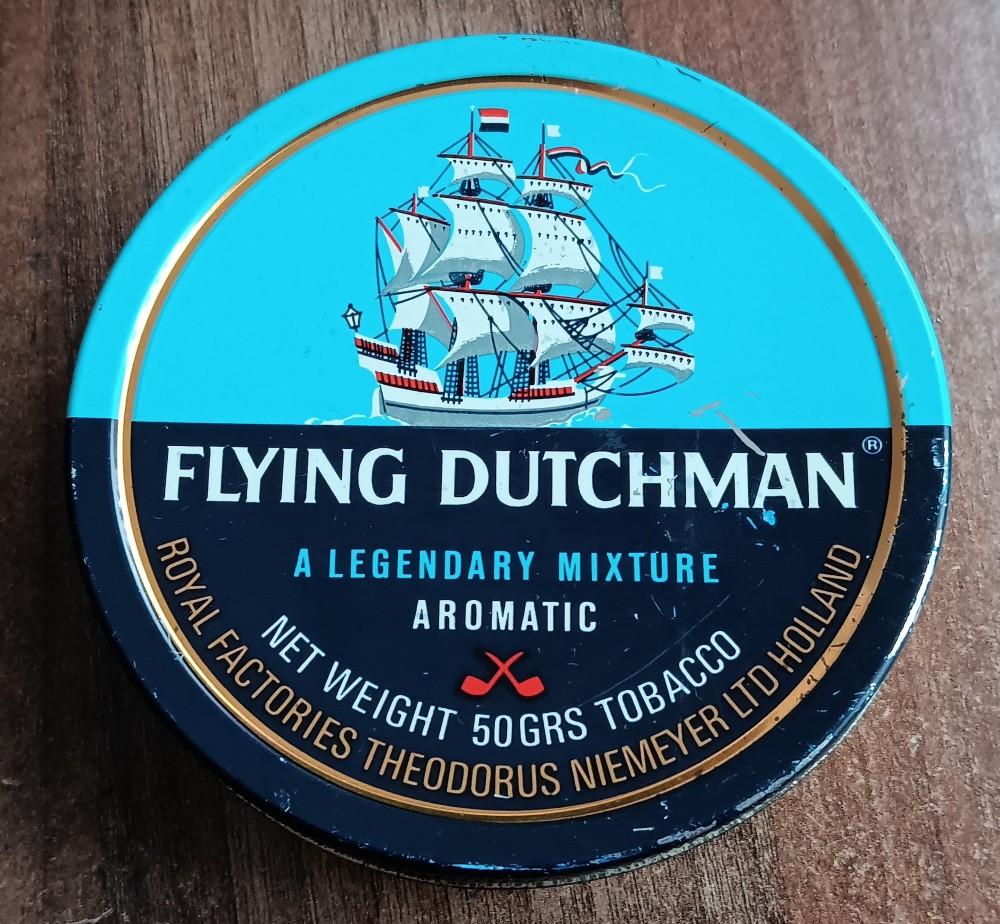 FLYING DUTCHMAN®
A LEGENDARY MIXTURE
AROMATIC
NET WEIGHT 50GRS TOBACCO
ROYAL FACTORIES THEODORUS NIEMEYER LTD HOLLAND